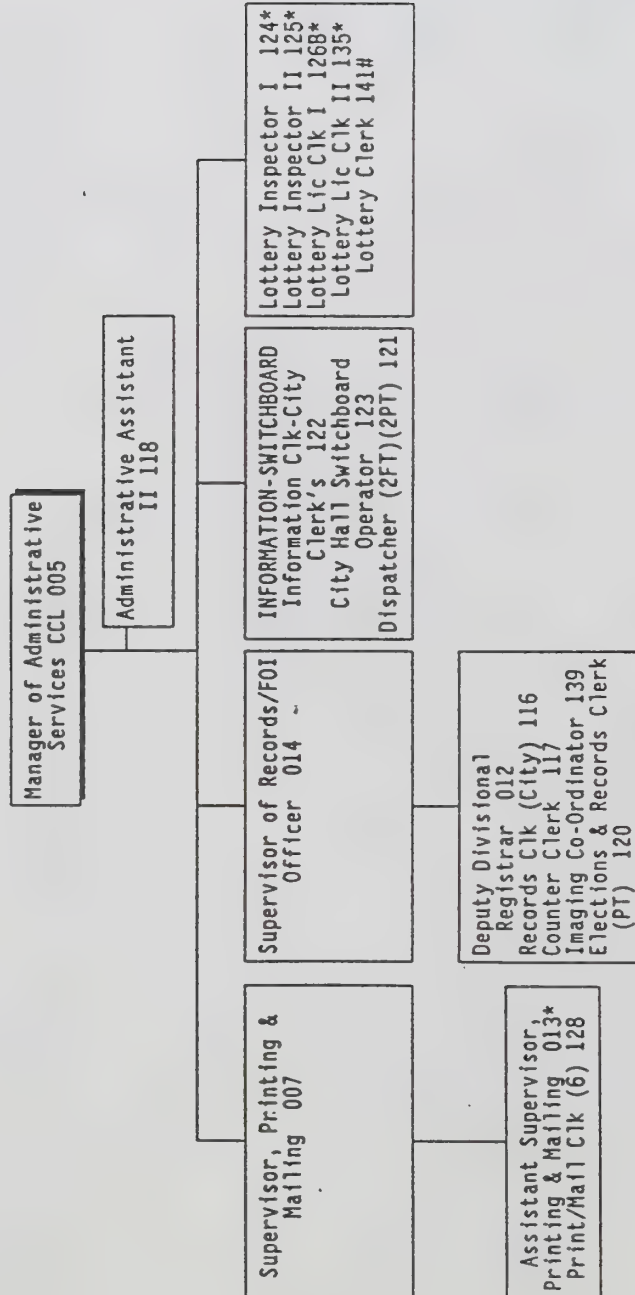 Manager of Administrative
Services CCL 005
Administrative Assistant
II 118
Supervisor, Printing &
Mailing 007
Supervisor of Records/FOI
Officer 014
INFORMATION-SWITCHBOARD
Information Clk-City
Clerk's 122
City Hall Switchboard
Operator 123
Dispatcher (2FT)(2PT) 121
Lottery Inspector I 124*
Lottery Inspector II 125*
Lottery Lic Clk I 126B*
Lottery Lic Clk II 135*
Lottery Clerk 141#
Assistant Supervisor,
Printing & Mailing 013*
Print/Mail Clk (6) 128
Deputy Divisional
Registrar 012
Records Clk (City) 116
Counter Clerk 117
Imaging Co-Ordinator 139
Elections & Records Clerk
(PT) 120